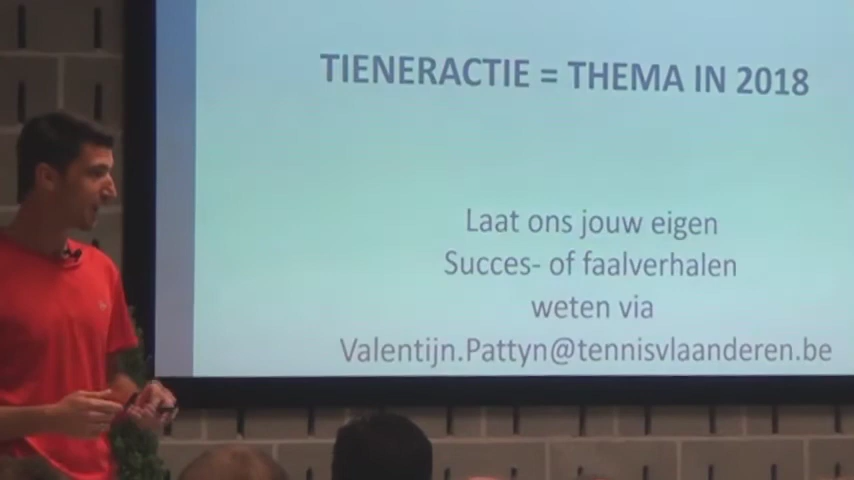 TIENERACTIE = THEMA IN 2018
Laat ons jouw eigen
Succes- of faalverhalen
weten via
Valentijn.Pattyn@tennisvlaanderen.be